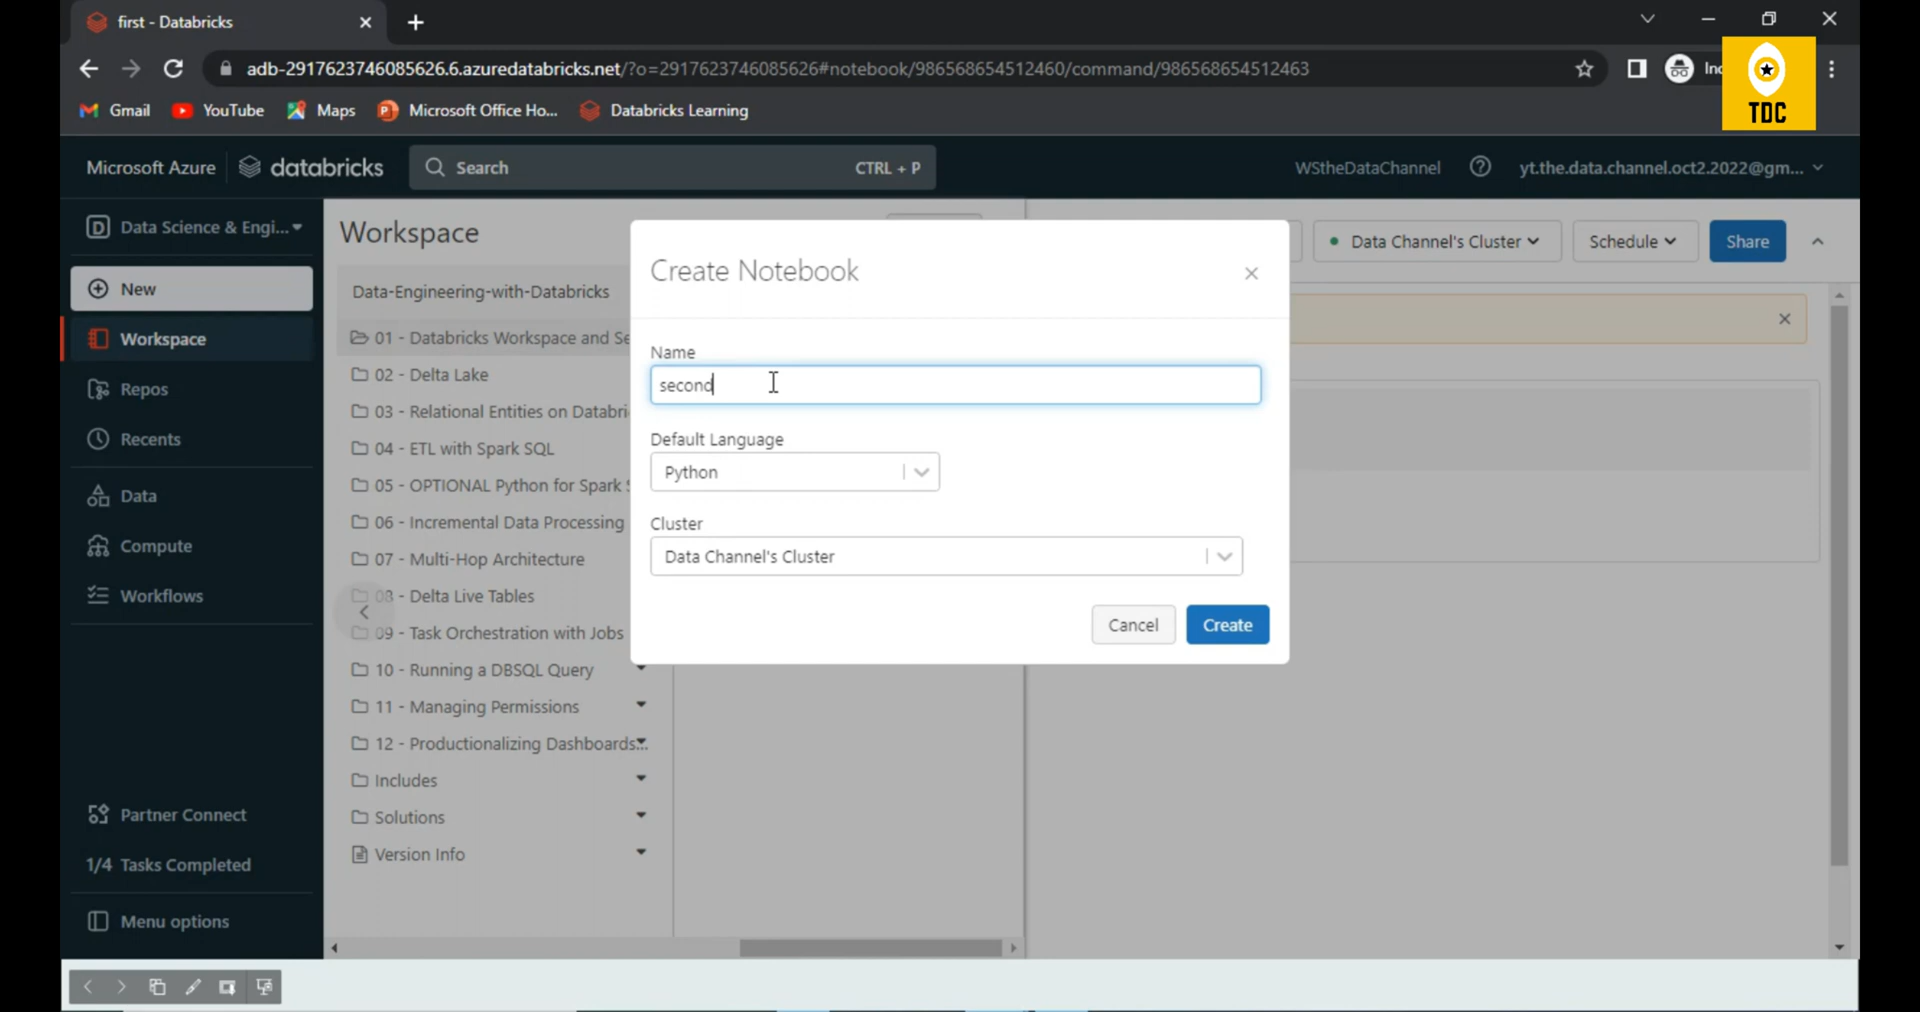 first - Databricks
adb-2917623746085626.6.azuredatabricks.net/?o=2917623746085626#notebook/986568654512460/command/986568654512463
TDC
Gmail
YouTube
Maps
Microsoft Office Ho...
Databricks Learning
Microsoft Azure
databricks
Search
CTRL + P
WStheDataChannel
yt.the.data.channel.oct2.2022@gm...
Data Science & Engi...
New
Workspace
Repos
Recents
Data
Compute
Workflows
Partner Connect
1/4 Tasks Completed
Menu options
Workspace
Data-Engineering-with-Databricks
01 - Databricks Workspace and Se
02 - Delta Lake
03 - Relational Entities on Databri
04 - ETL with Spark SQL
05 - OPTIONAL Python for Spark
06 - Incremental Data Processing
07 - Multi-Hop Architecture
08 - Delta Live Tables
09 - Task Orchestration with Jobs
10 - Running a DBSQL Query
11 - Managing Permissions
12 - Productionalizing Dashboards...
Includes
Solutions
Version Info
Data Channel's Cluster
Schedule
Share
Create Notebook
Name
second
Default Language
Python
Cluster
Data Channel's Cluster
Cancel
Create